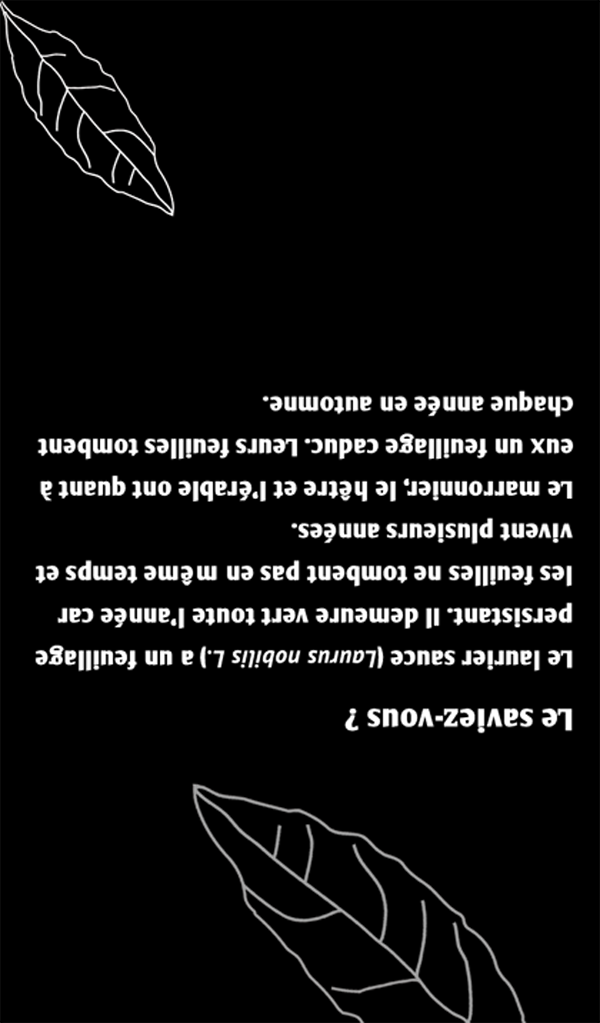 Le saviez-vous ?
Le laurier sauce (Laurus nobilis L.) a un feuillage
persistant. Il demeure vert toute l'année car
les feuilles ne tombent pas en même temps et
vivent plusieurs années.
Le marronnier, le hêtre et l'érable ont quant à
eux un feuillage caduc. Leurs feuilles tombent
chaque année en automne.